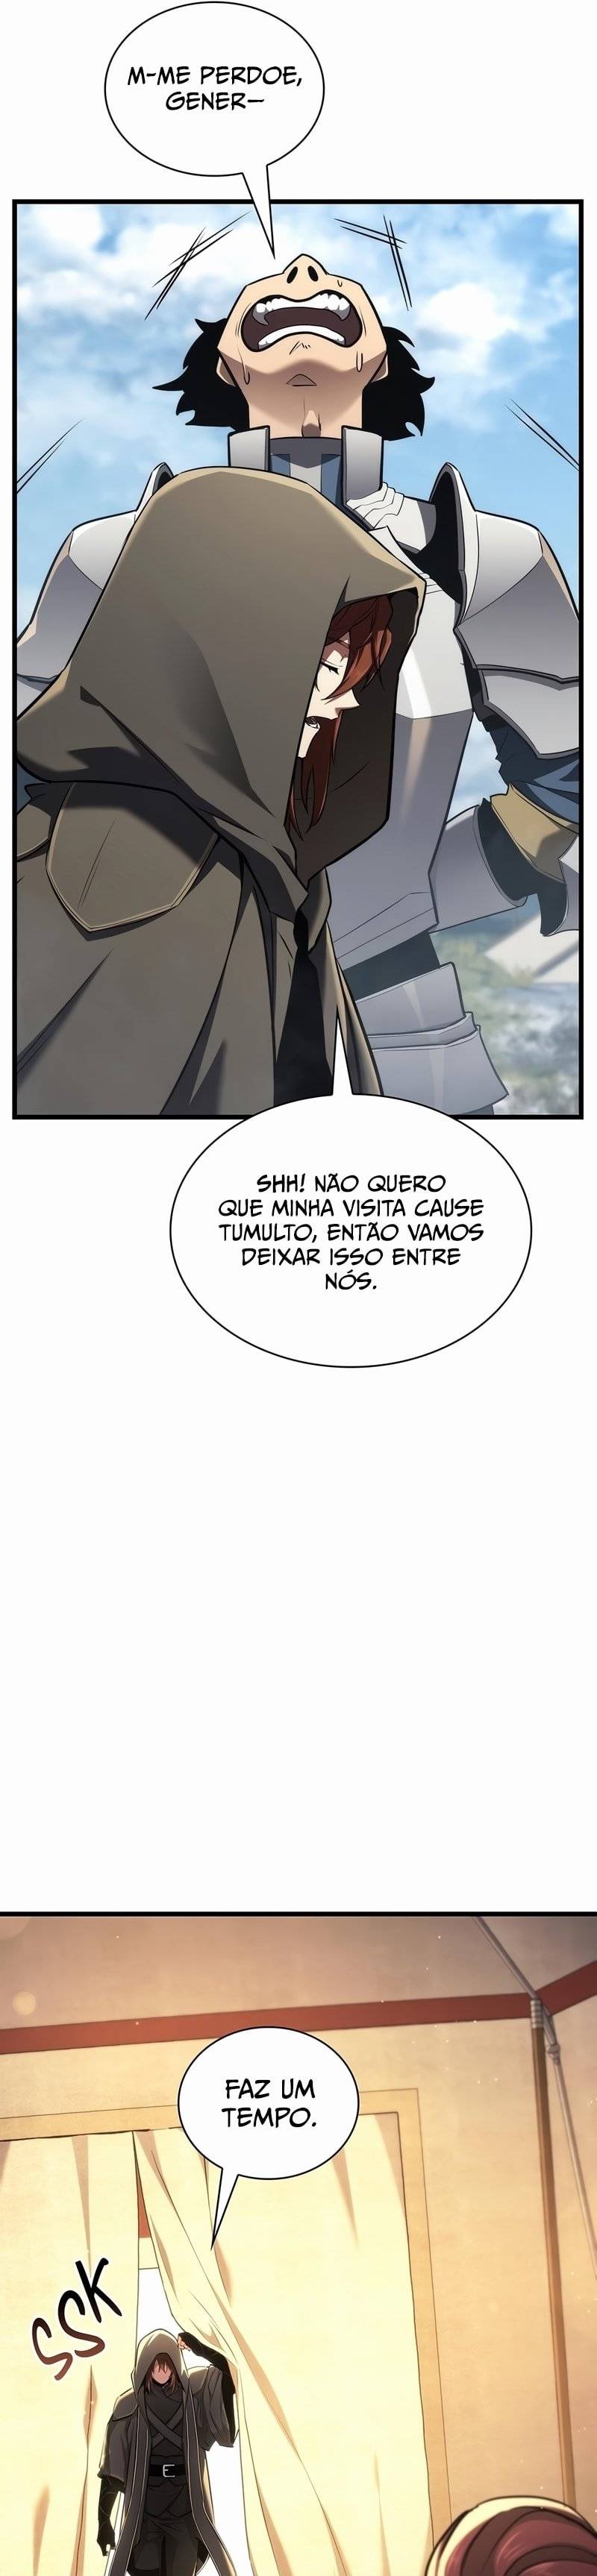 M-ME PERDOE,
GENER-
SHH! NÃO QUERO
QUE MINHA VISITA CAUSE
TUMULTO, ENTÃO VAMOS
DEIXAR ISSO ENTRE
NÓS.
FAZ UM
TEMPO.
SSK